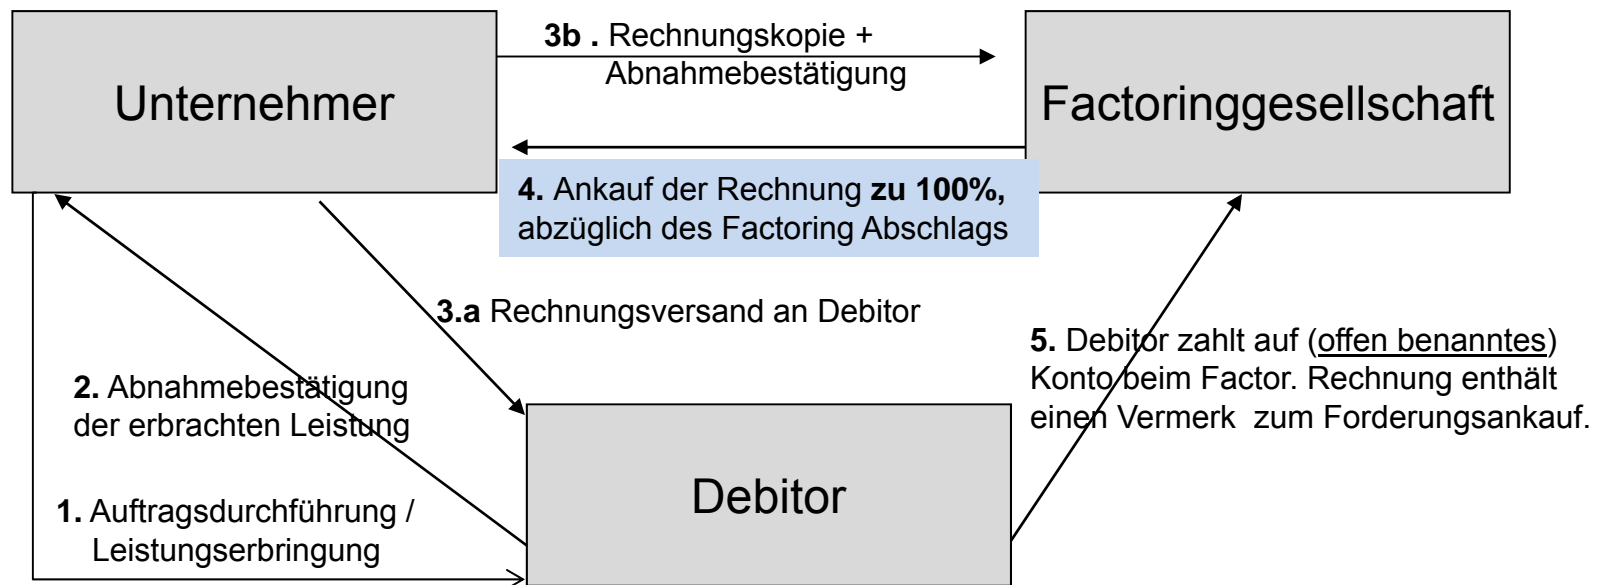 3b . Rechnungskopie +
Abnahmebestätigung
Unternehmer
Factoringgesellschaft
4. Ankauf der Rechnung zu 100%,
abzüglich des Factoring Abschlags
3.a Rechnungsversand an Debitor
5. Debitor zahlt auf (offen benanntes)
Konto beim Factor. Rechnung enthält
einen Vermerk zum Forderungsankauf.
2. Abnahmebestätigung
der erbrachten Leistung
Debitor
1. Auftragsdurchführung /
Leistungserbringung